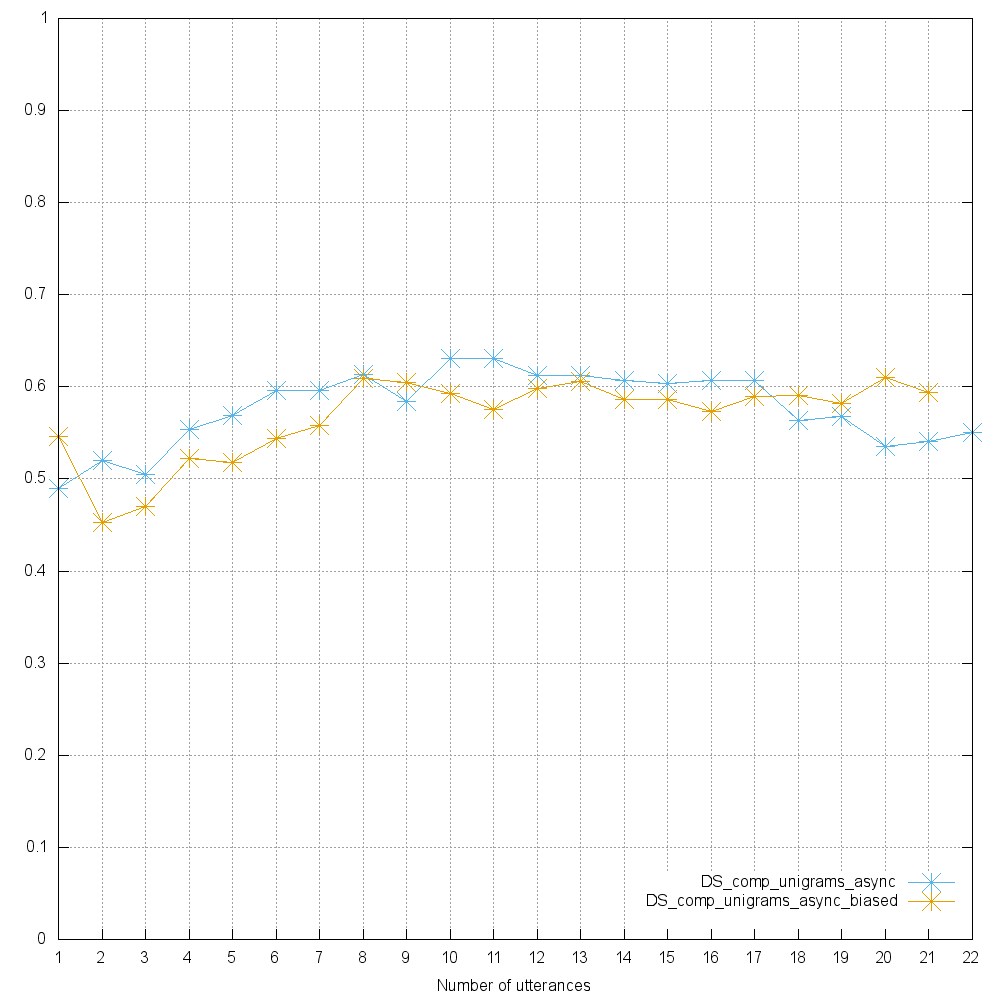 1
0.9
0.8
0.7
0.6
0.5
0.4
0.3
0.2
0.1
0
DS_comp_unigrams_async
DS_comp_unigrams_async_biased
1 2 3 4 5 6 7 8 9 10 11 12 13 14 15 16 17 18 19 20 21 22
Number of utterances